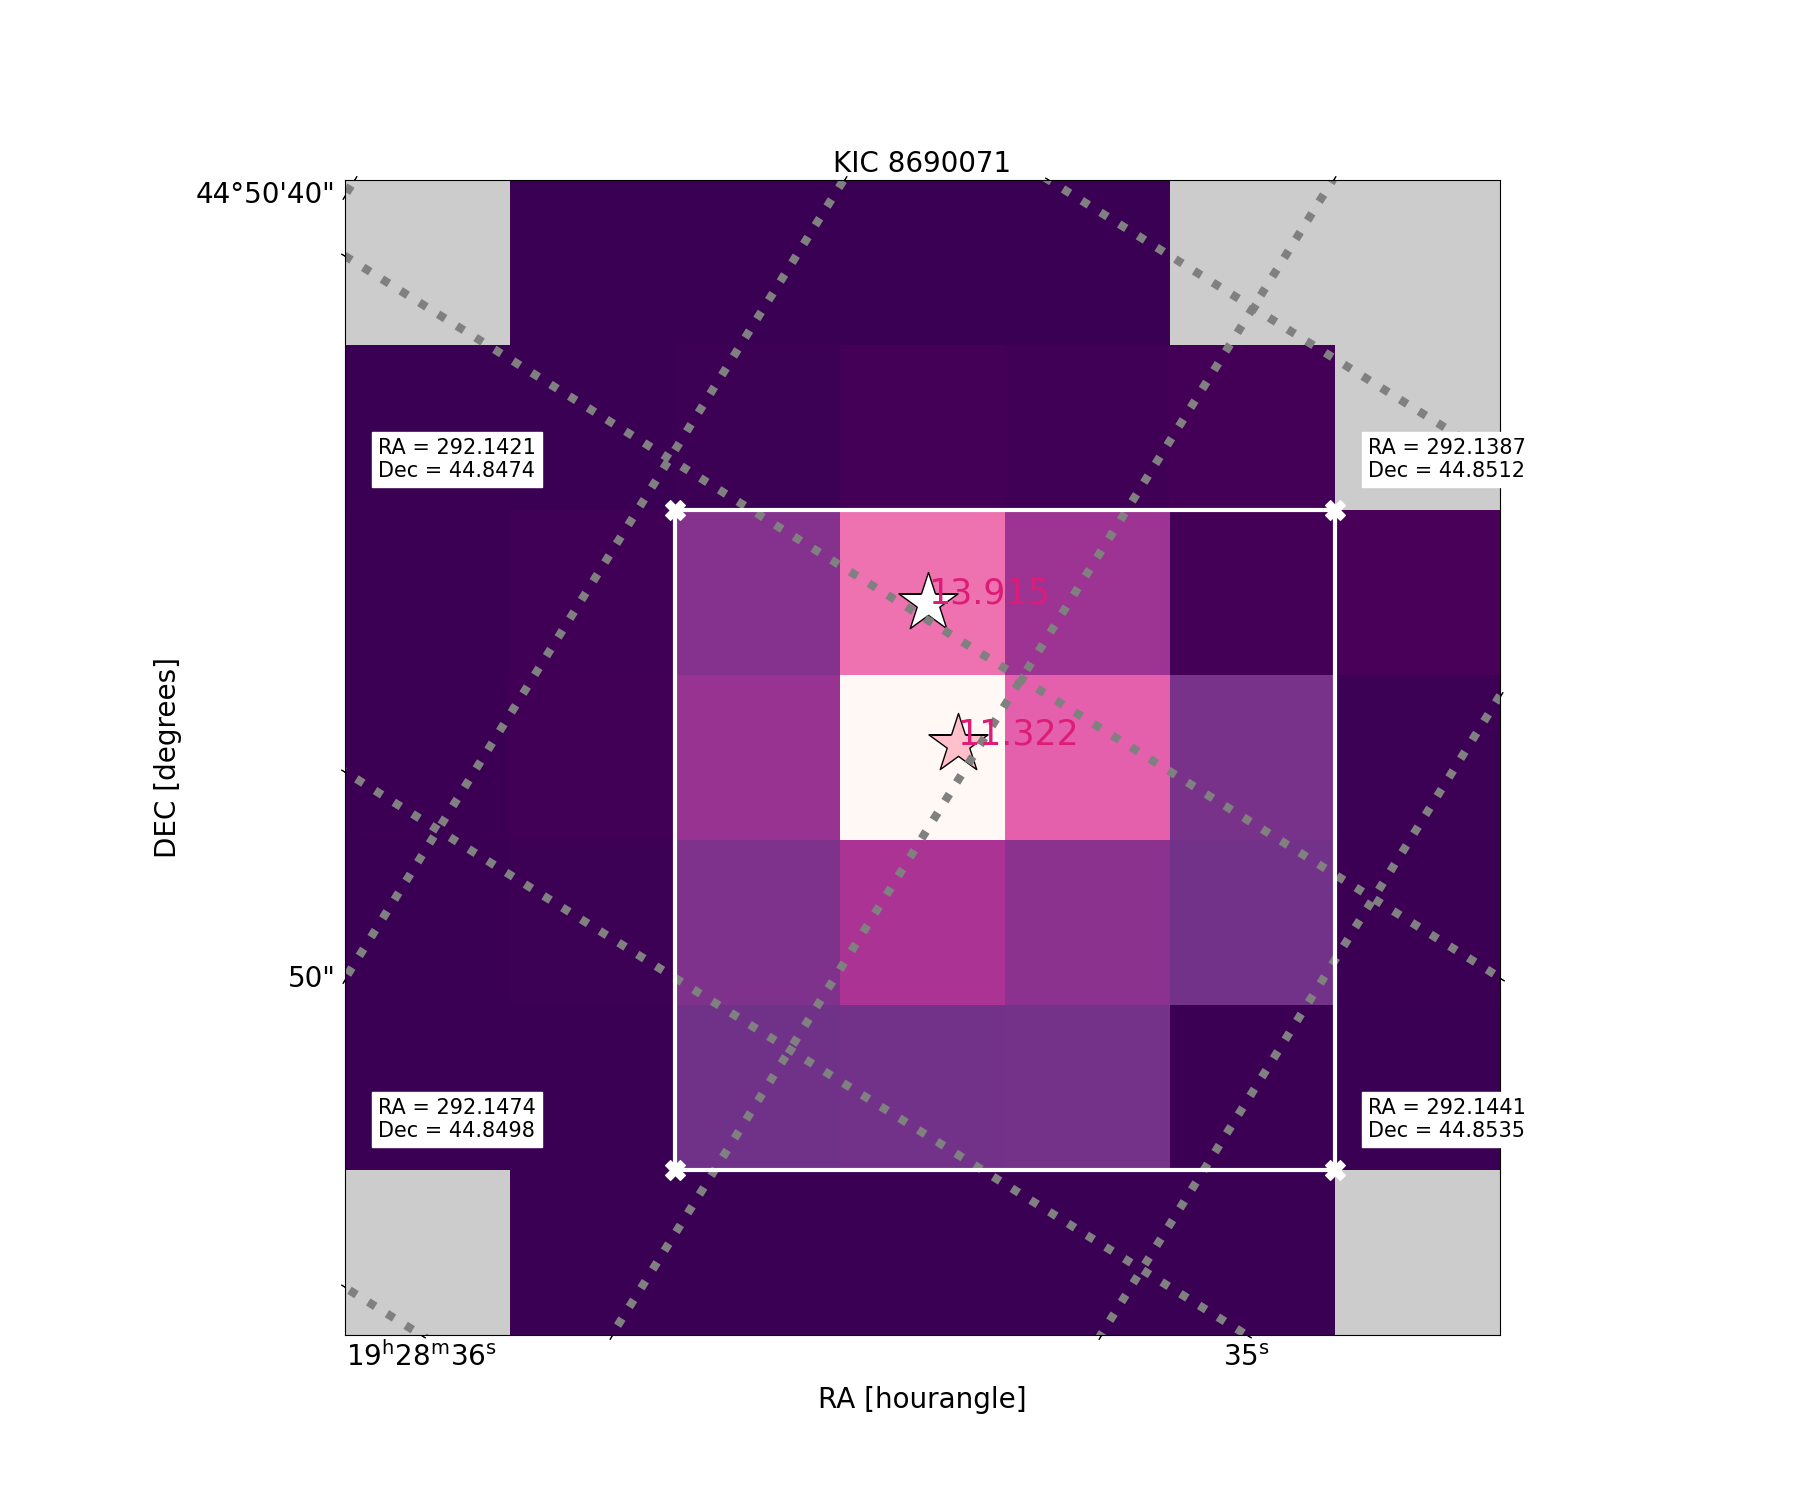 KIC 8690071
44°50'40"
RA = 292.1421
Dec = 44.8474
RA = 292.1387
Dec = 44.8512
13.915
11.322
DEC [degrees]
50"
RA = 292.1474
Dec = 44.8498
RA = 292.1441
Dec = 44.8535
19ʰ28ᵐ36ˢ
35ˢ
RA [hourangle]